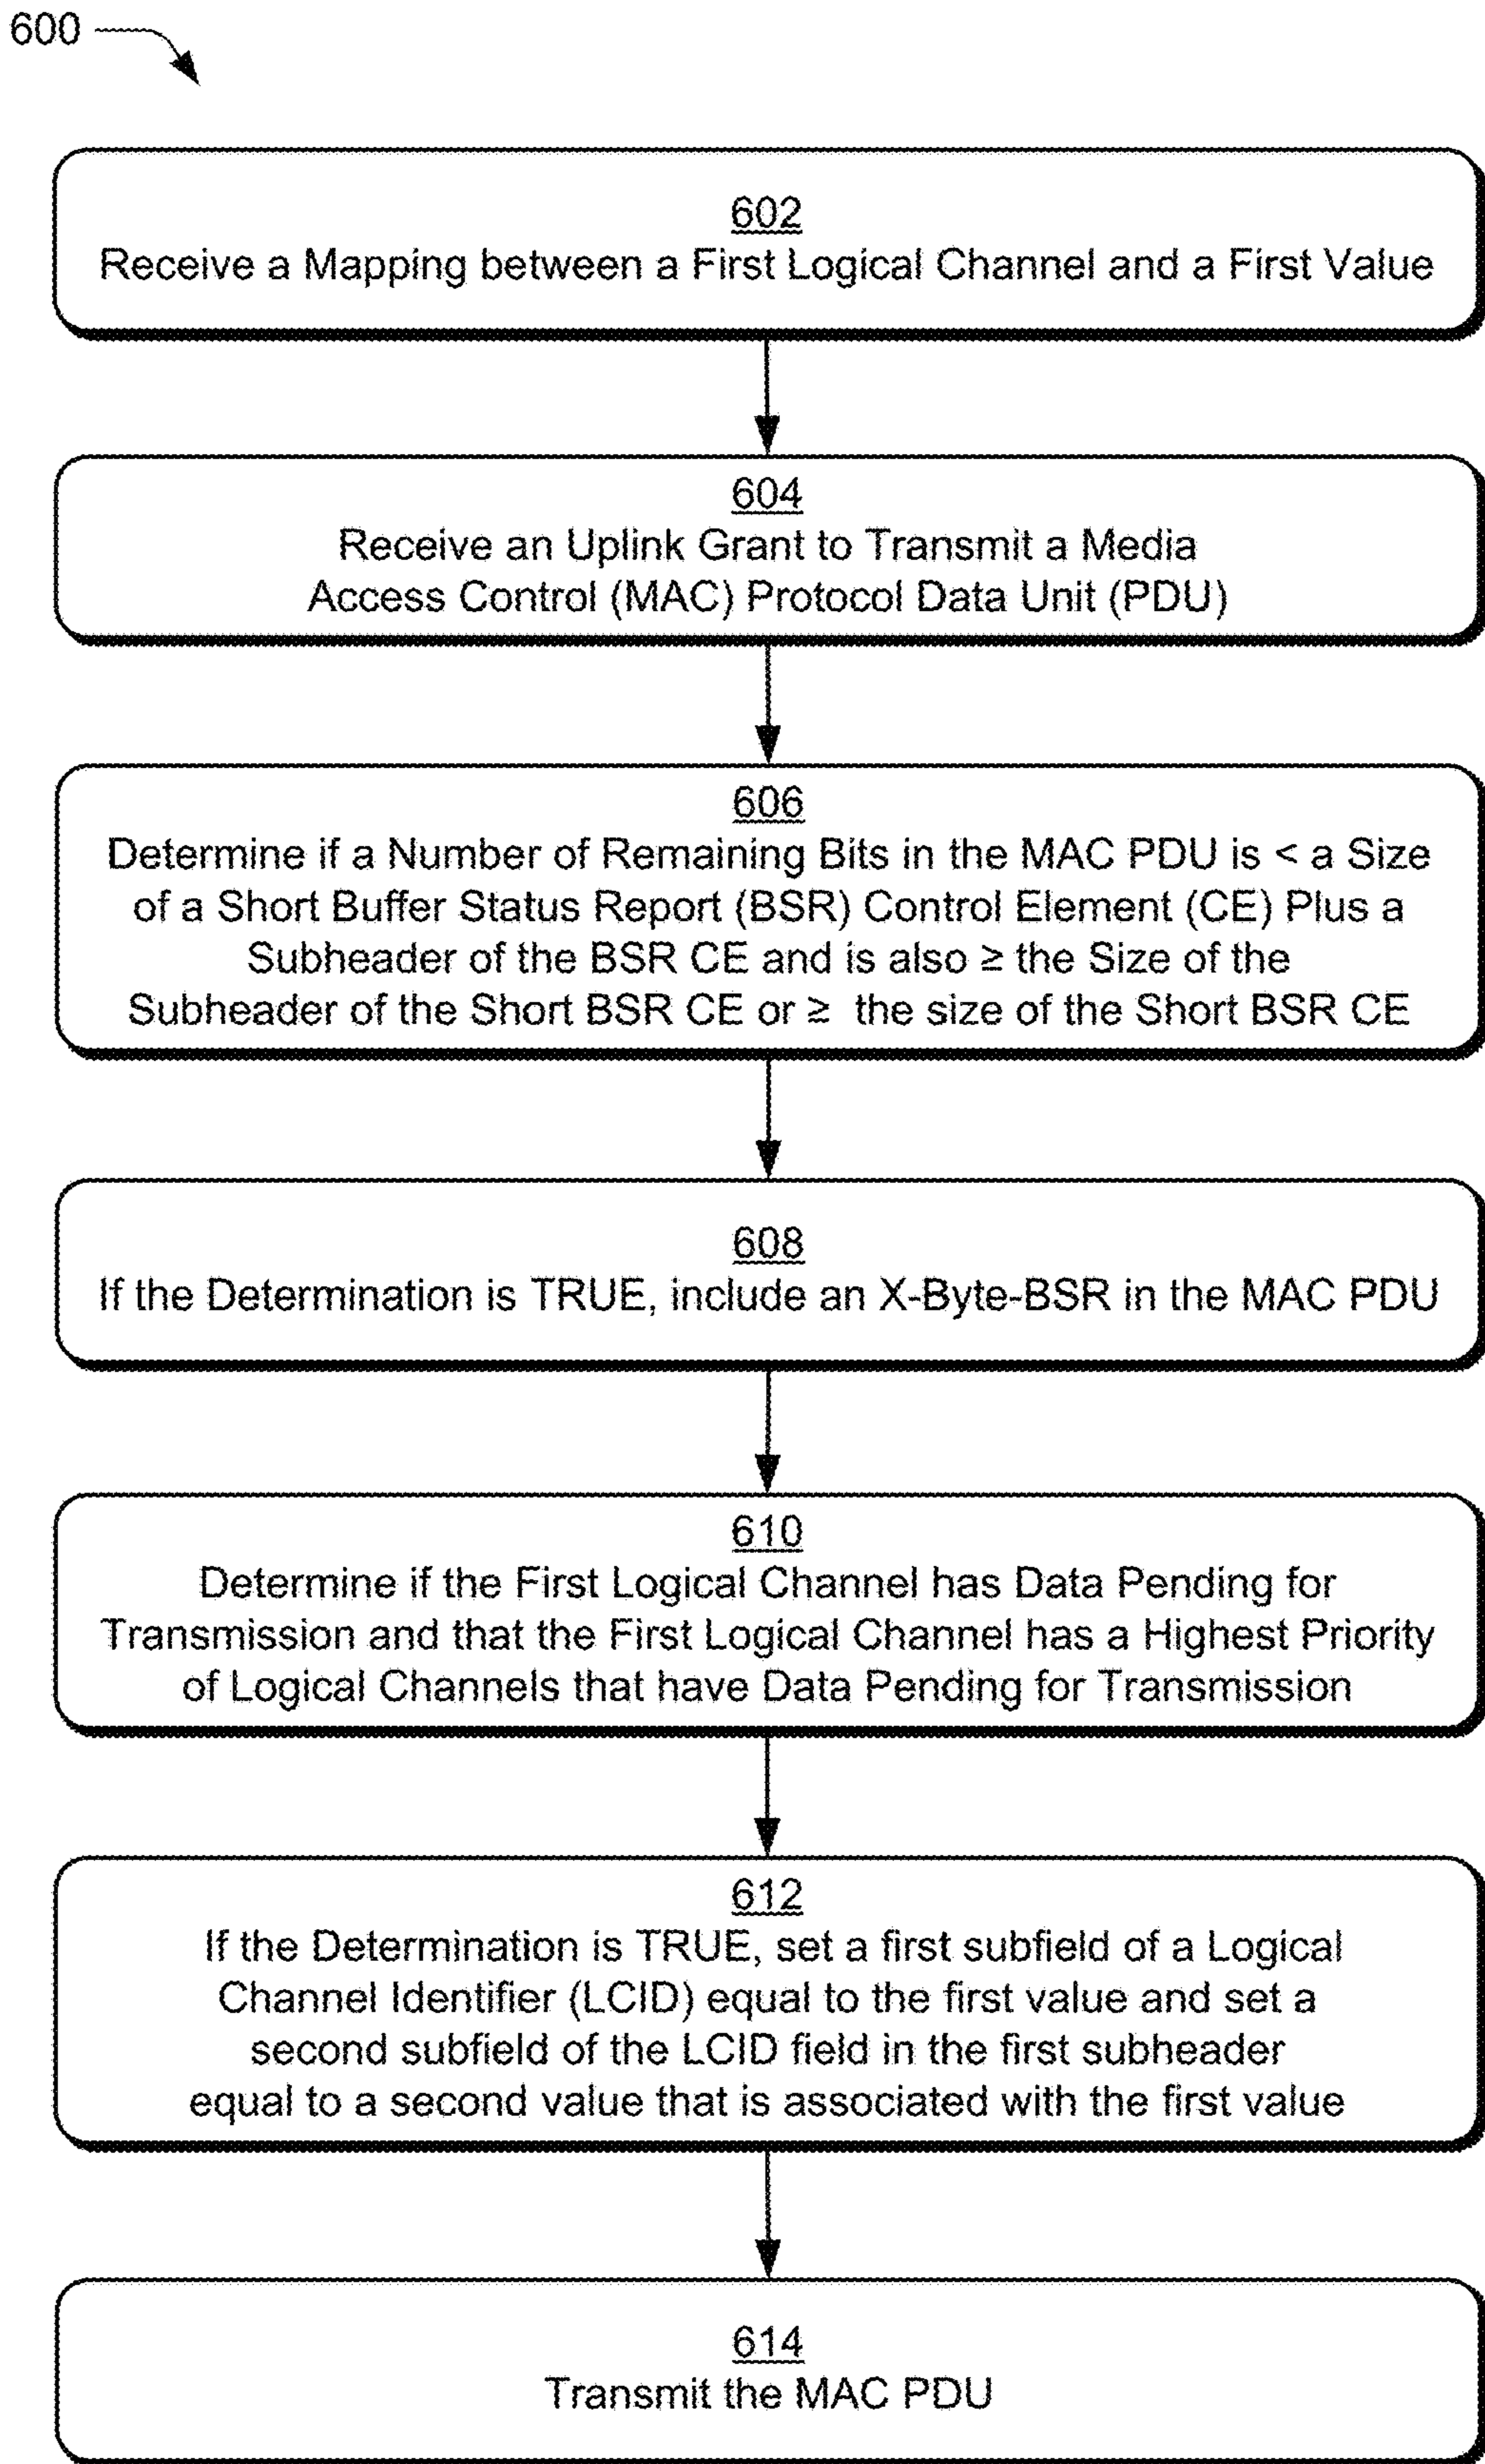 600
602
Receive a Mapping between a First Logical Channel and a First Value
604
Receive an Uplink Grant to Transmit a Media
Access Control (MAC) Protocol Data Unit (PDU)
606
Determine if a Number of Remaining Bits in the MAC PDU is < a Size
of a Short Buffer Status Report (BSR) Control Element (CE) Plus a
Subheader of the BSR CE and is also ≥ the Size of the
Subheader of the Short BSR CE or ≥ the size of the Short BSR CE
608
If the Determination is TRUE, include an X-Byte-BSR in the MAC PDU
610
Determine if the First Logical Channel has Data Pending for
Transmission and that the First Logical Channel has a Highest Priority
of Logical Channels that have Data Pending for Transmission
612
If the Determination is TRUE, set a first subfield of a Logical
Channel Identifier (LCID) equal to the first value and set a
second subfield of the LCID field in the first subheader
equal to a second value that is associated with the first value
614
Transmit the MAC PDU